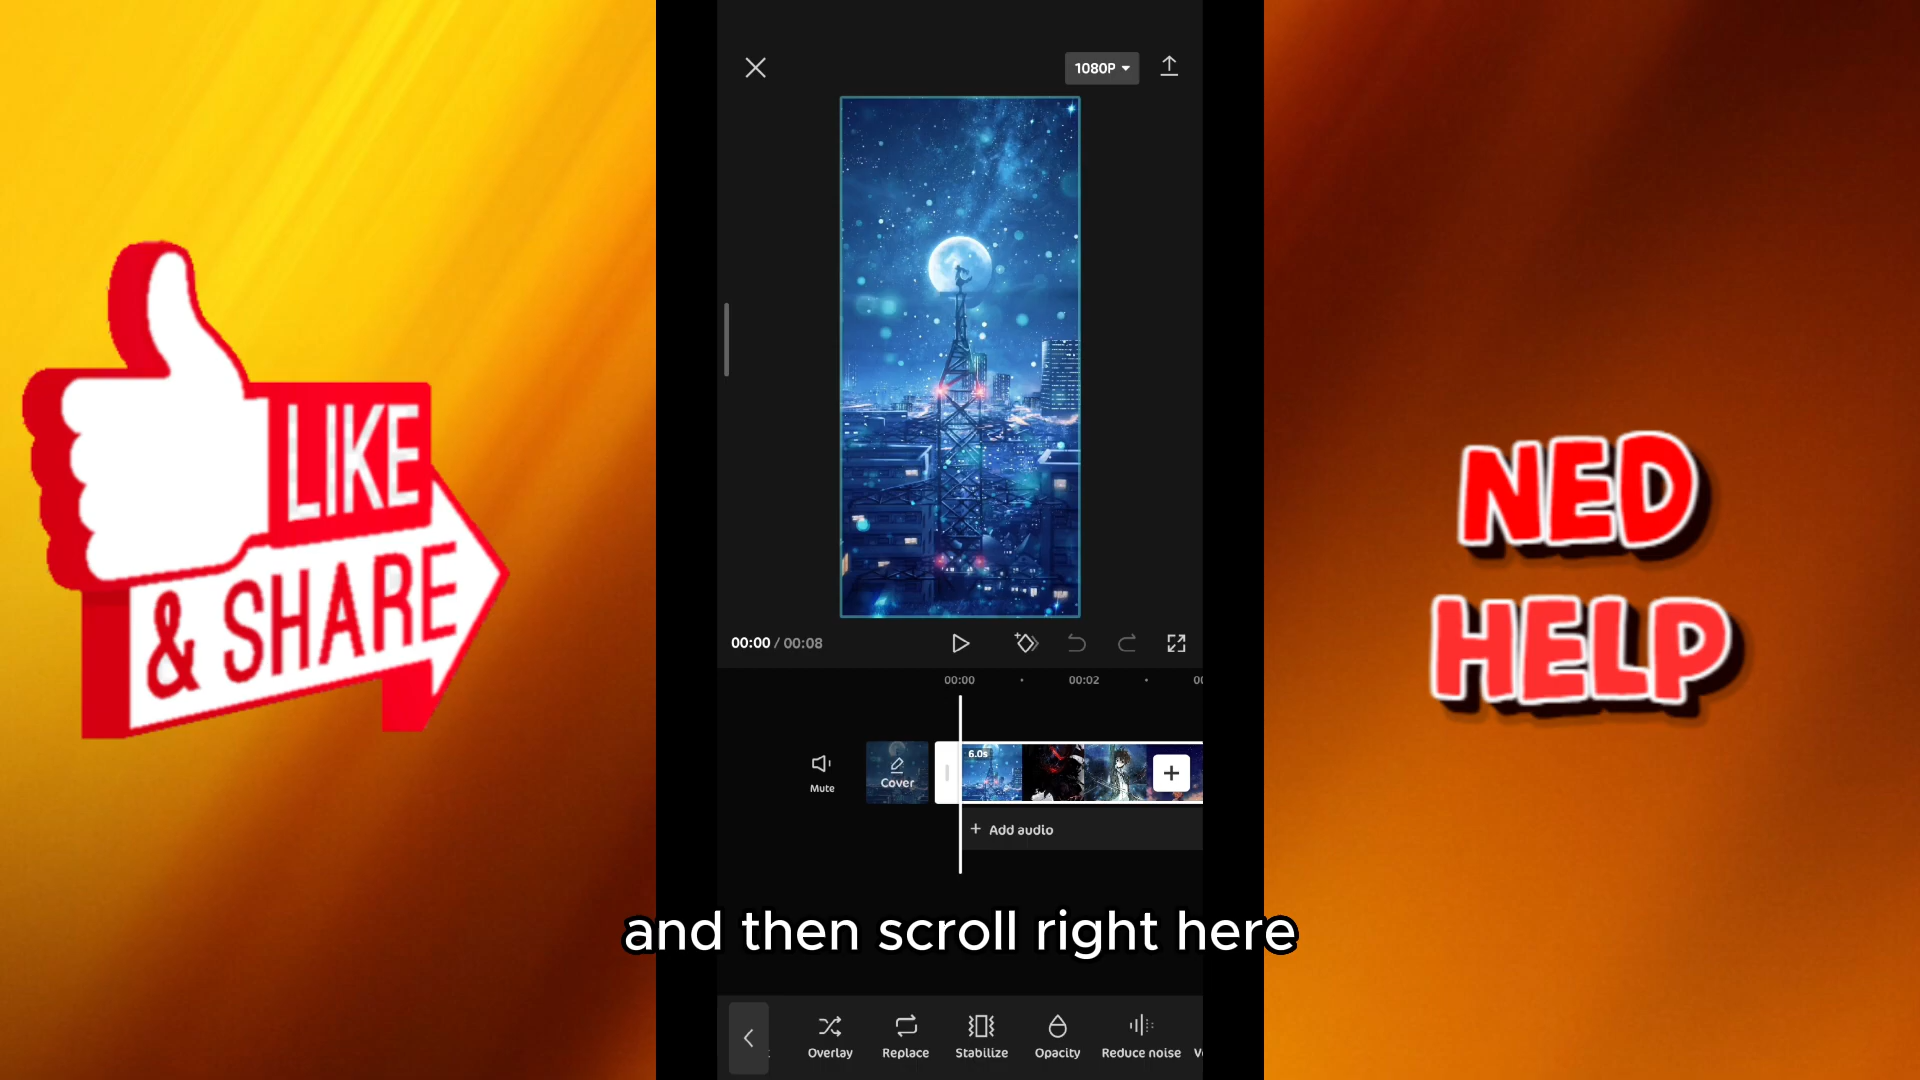 LIKE
& SHARE
1080P
00:00 / 00:08
00:00
00:02
Mute
Cover
6.0s
+ Add audio
and then scroll right here
Overlay
Replace
Stabilize
Opacity
Reduce noise
NED
HELP